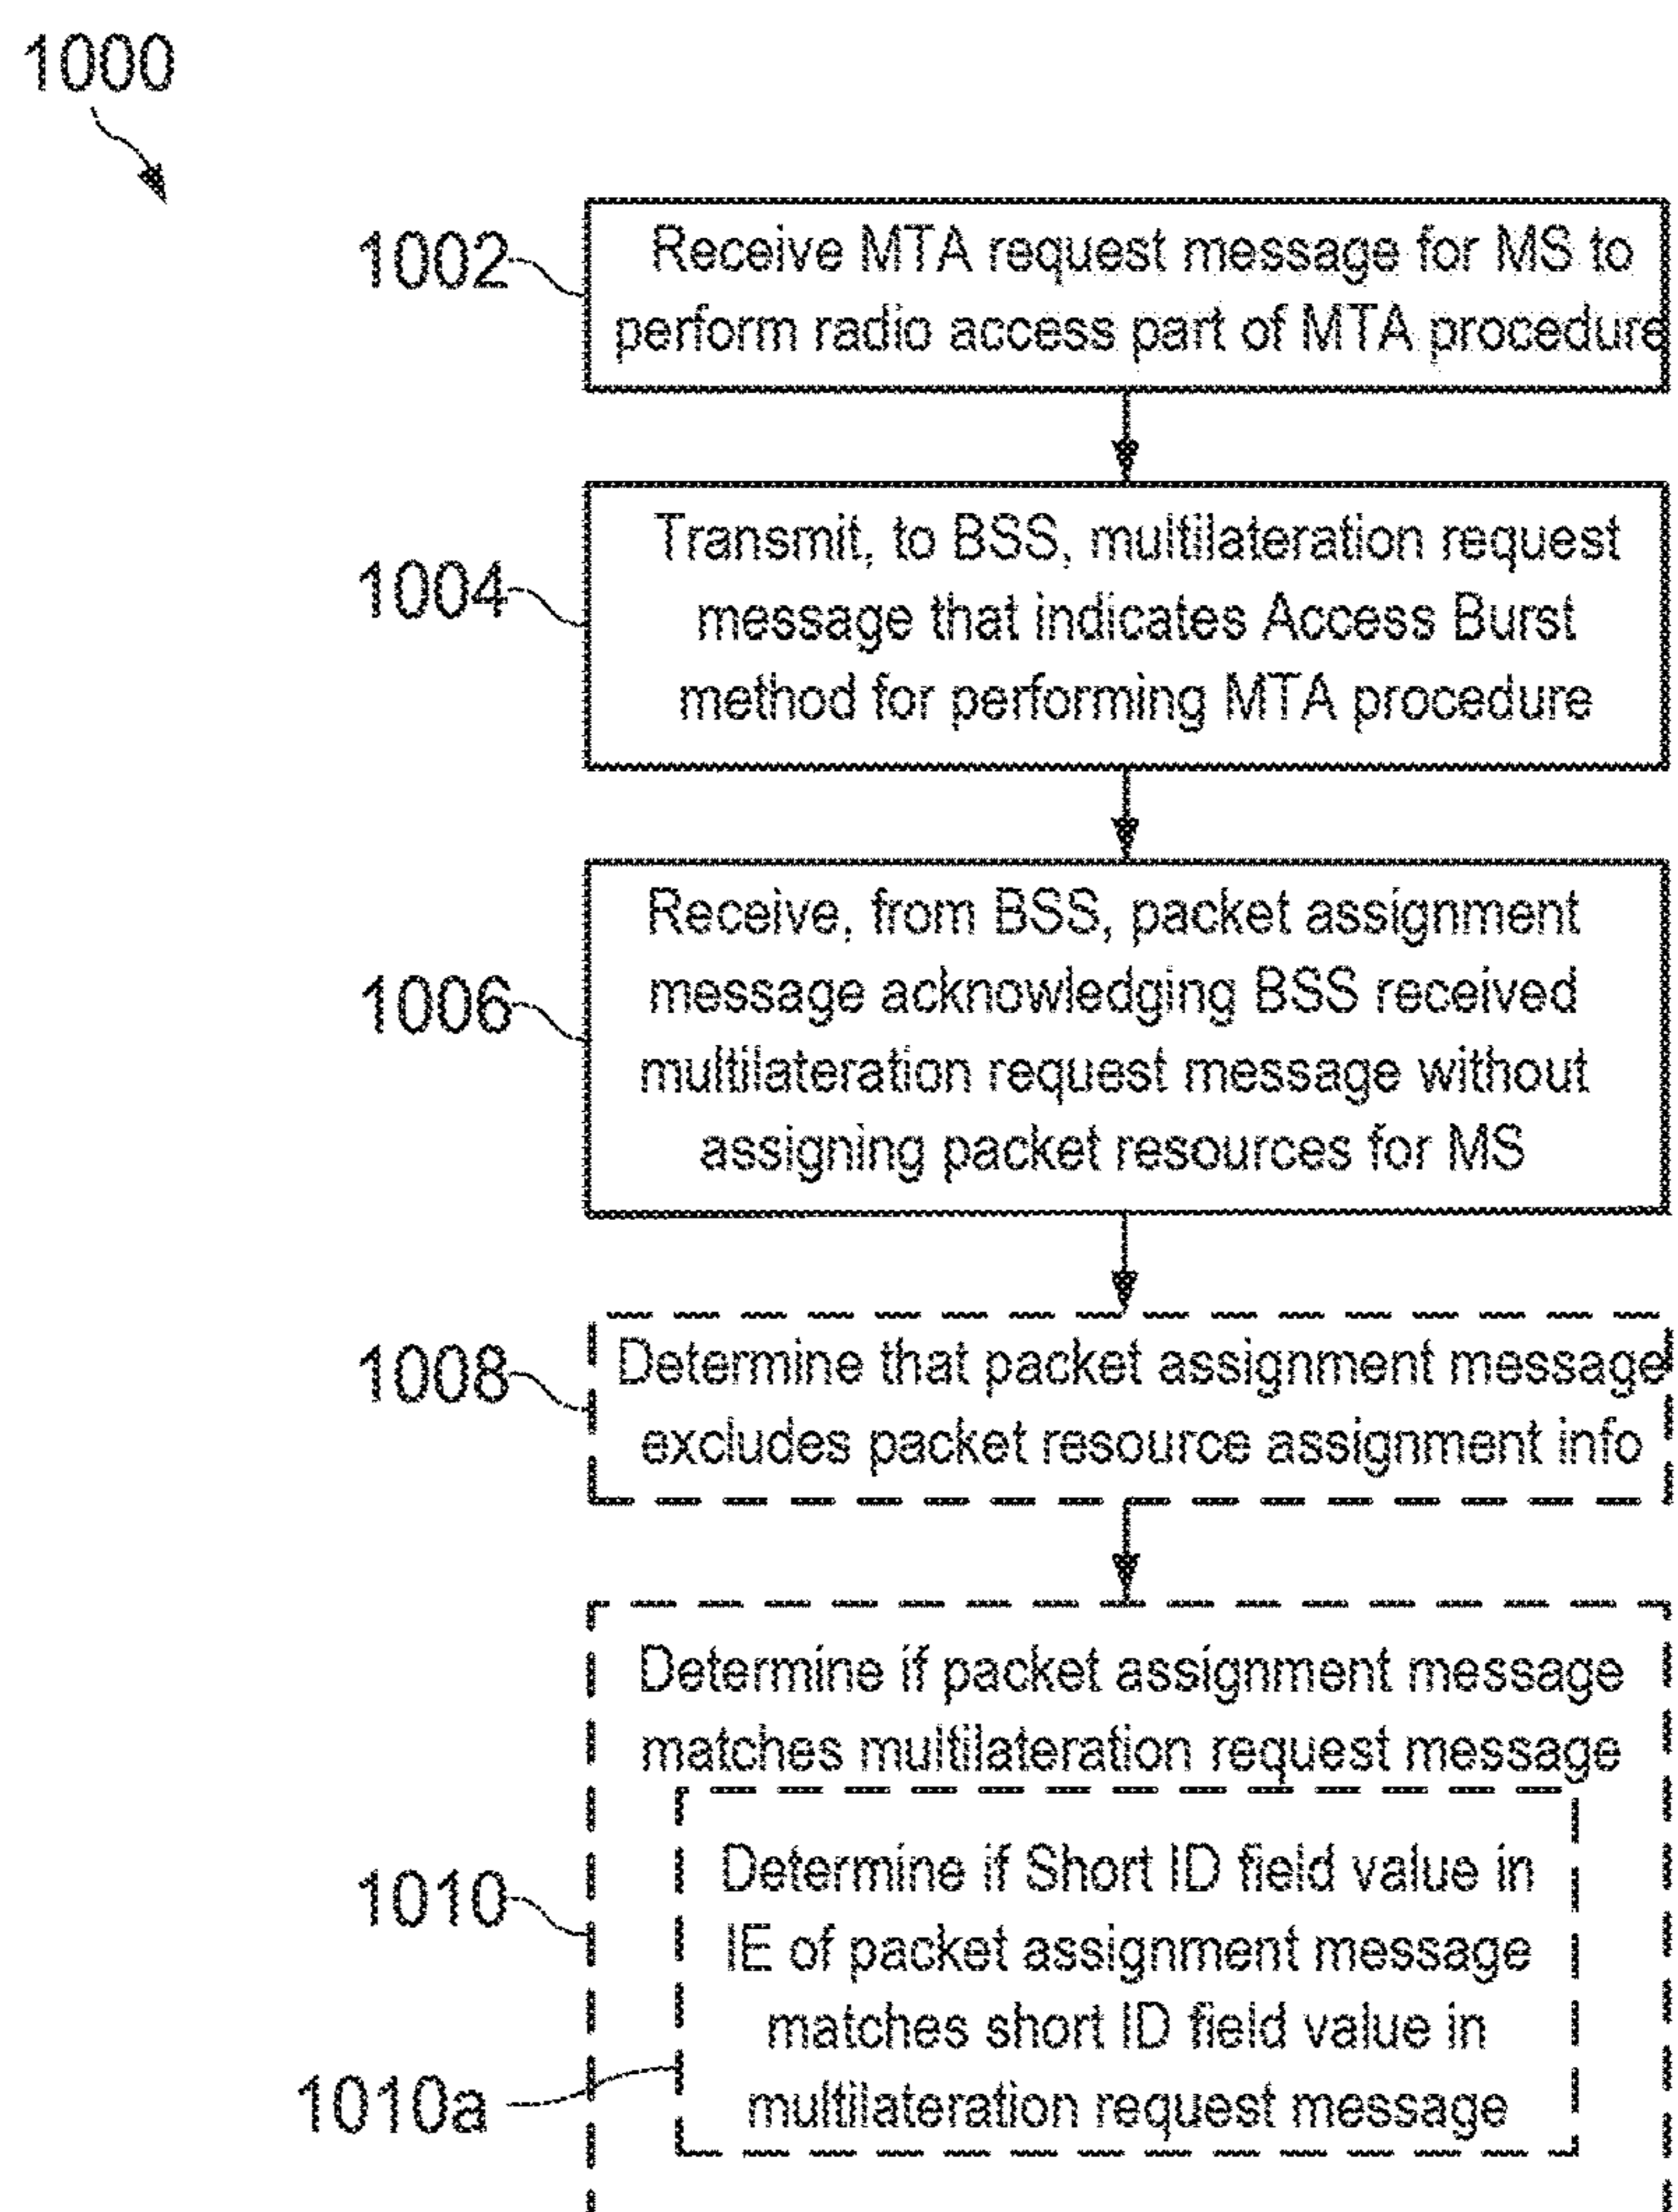 1000
1002
Receive MTA request message for MS to
perform radio access part of MTA procedure
1004
Transmit, to BSS, multilateration request
message that indicates Access Burst
method for performing MTA procedure
1006
Receive, from BSS, packet assignment
message acknowledging BSS received
multilateration request message without
assigning packet resources for MS
1008
Determine that packet assignment message
excludes packet resource assignment info
1010
Determine if packet assignment message
matches multilateration request message
1010a
Determine if Short ID field value in
IE of packet assignment message
matches short ID field value in
multilateration request message